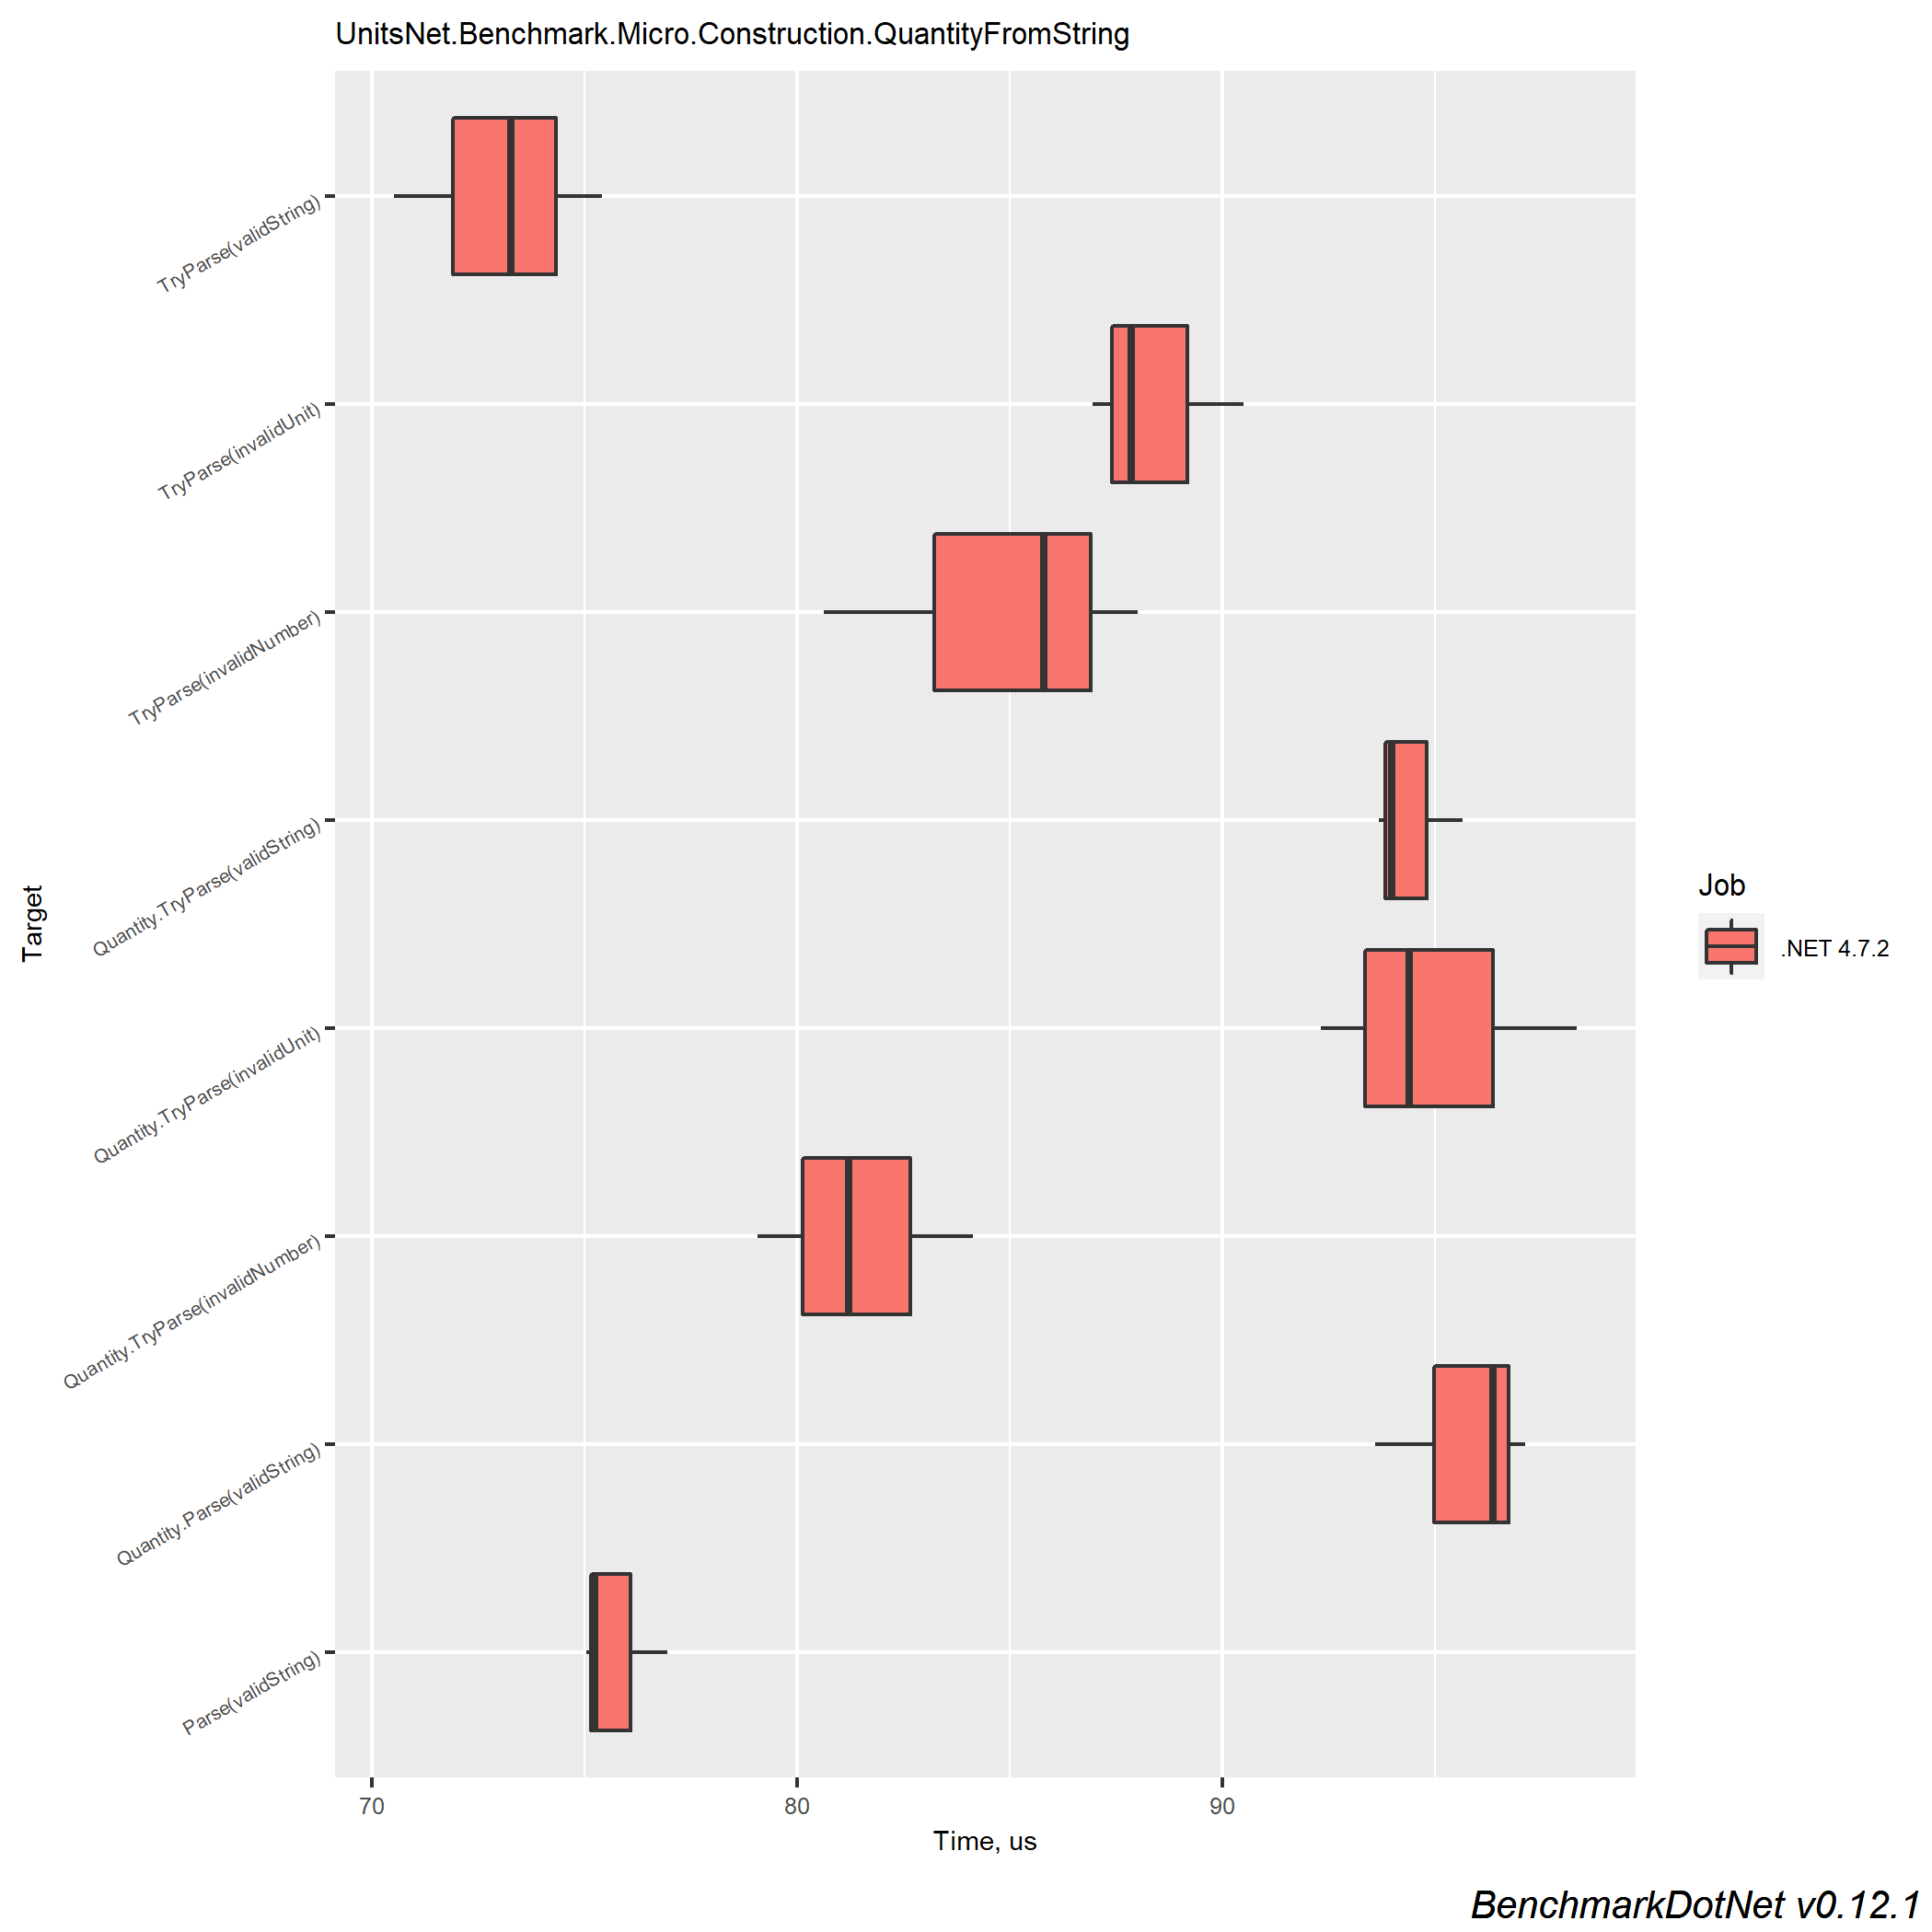 UnitsNet.Benchmark.Micro.Construction.QuantityFromString
TryParse(validString)
TryParse(invalidUnit)
TryParse(invalidNumber)
Quantity.TryParse(validString)
Quantity.TryParse(invalidUnit)
Quantity.TryParse(invalidNumber)
Quantity.Parse(validString)
Parse(validString)
Target
70 80 90
Time, us
Job
.NET 4.7.2
BenchmarkDotNet v0.12.1